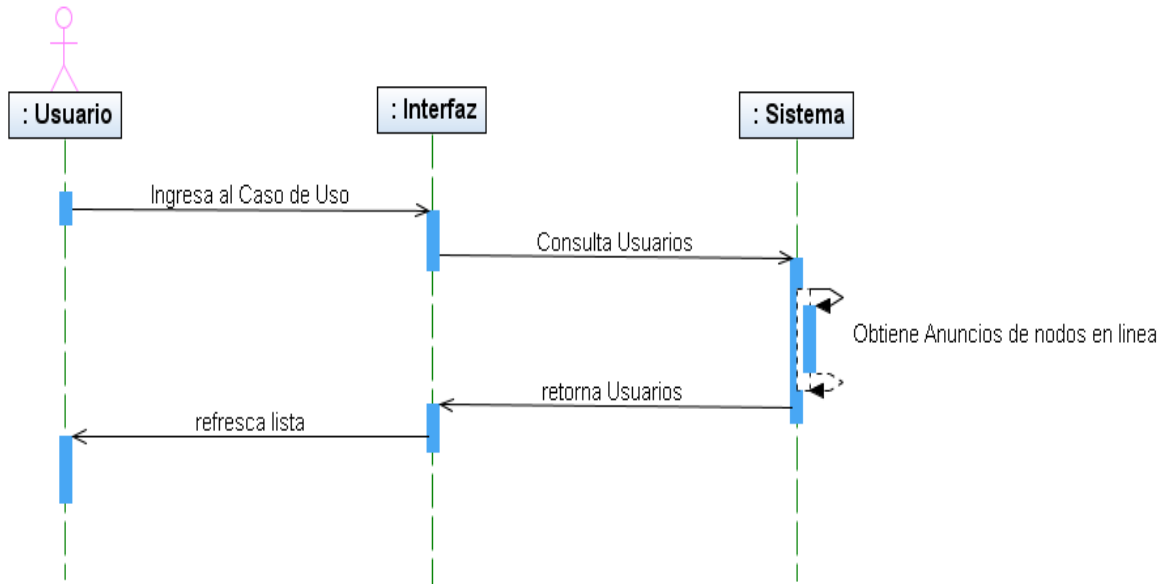 : Usuario
: Interfaz
: Sistema
Ingresa al Caso de Uso
Consulta Usuarios
Obtiene Anuncios de nodos en linea
retorna Usuarios
refresca lista